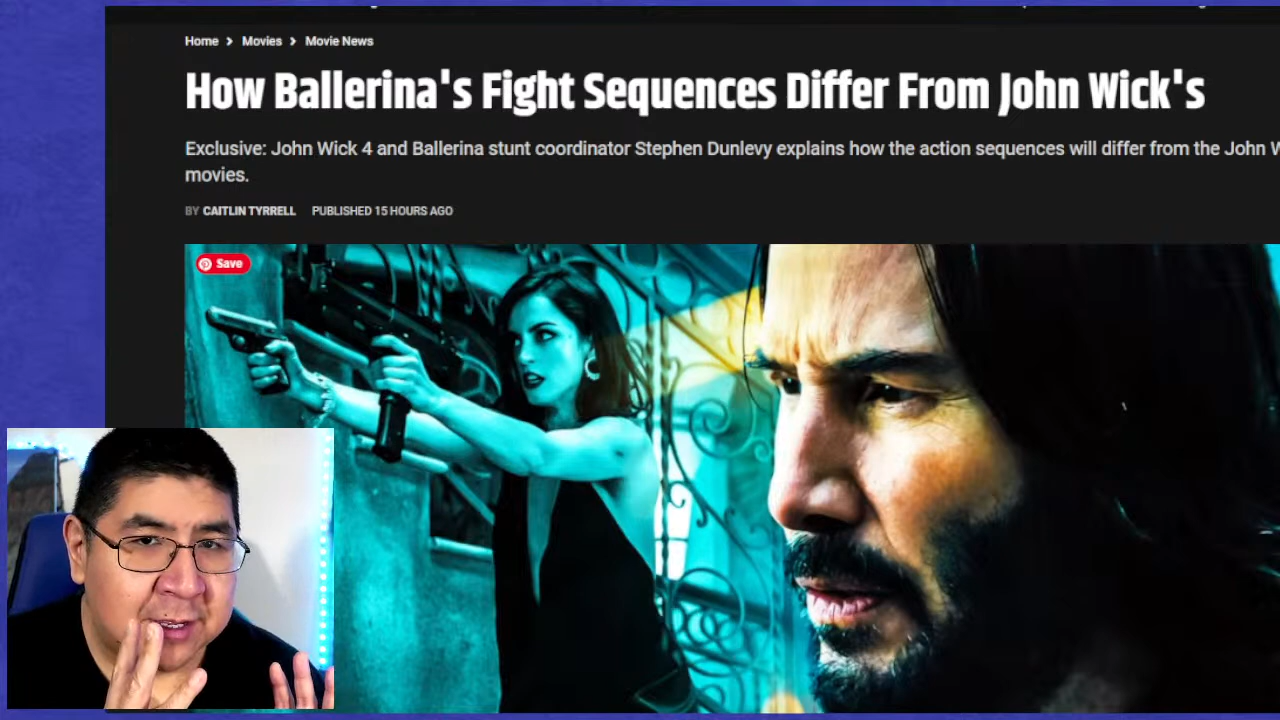 Home > Movies > Movie News
How Ballerina's Fight Sequences Differ From John Wick's
Exclusive: John Wick 4 and Ballerina stunt coordinator Stephen Dunlevy explains how the action sequences will differ from the John
movies.
BY CAITLIN TYRRELL PUBLISHED 15 HOURS AGO
Save